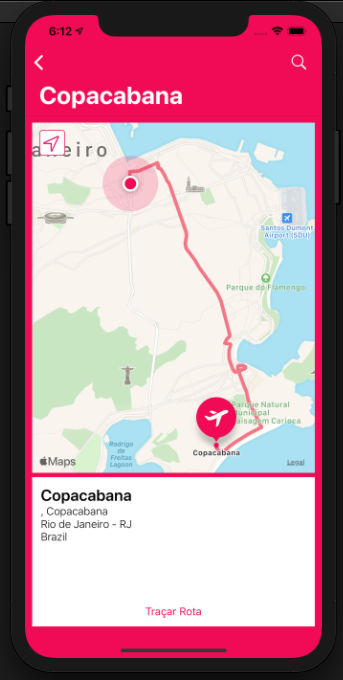 6:12
Copacabana
aneiro
Santos Dumont
Airport (SDU)
Parque do Flamengo
Parque Natural
Municipal
Paisagem Carioca
Copacabana
Rodrigo
de Freitas
Lagoon
Maps
Legal
Copacabana
, Copacabana
Rio de Janeiro - RJ
Brazil
Traçar Rota